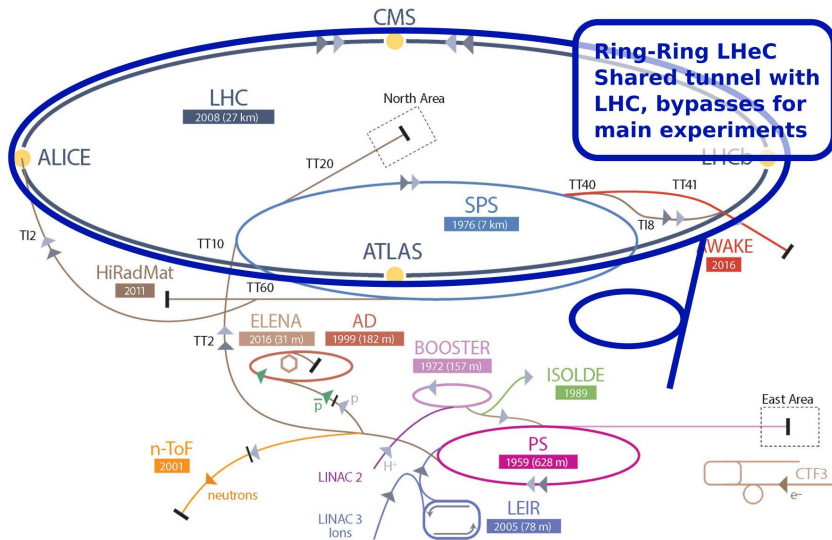 CMS
Ring-Ring LHeC
Shared tunnel with
LHC, bypasses for
main experiments
LHC
2008 (27 km)
North Area
ALICE
LHCb
TT20
TT40
TT41
SPS
1976 (7 km)
TI8
TI2
TT10
ATLAS
AWAKE
2016
HiRadMat
2011
TT60
ELENA
2016 (31 m)
AD
1999 (182 m)
TT2
BOOSTER
1972 (157 m)
ISOLDE
1989
p
p
East Area
n-ToF
2001
PS
1959 (628 m)
LINAC 2
H+
neutrons
CTF3
e-
LINAC 3
Ions
LEIR
2005 (78 m)